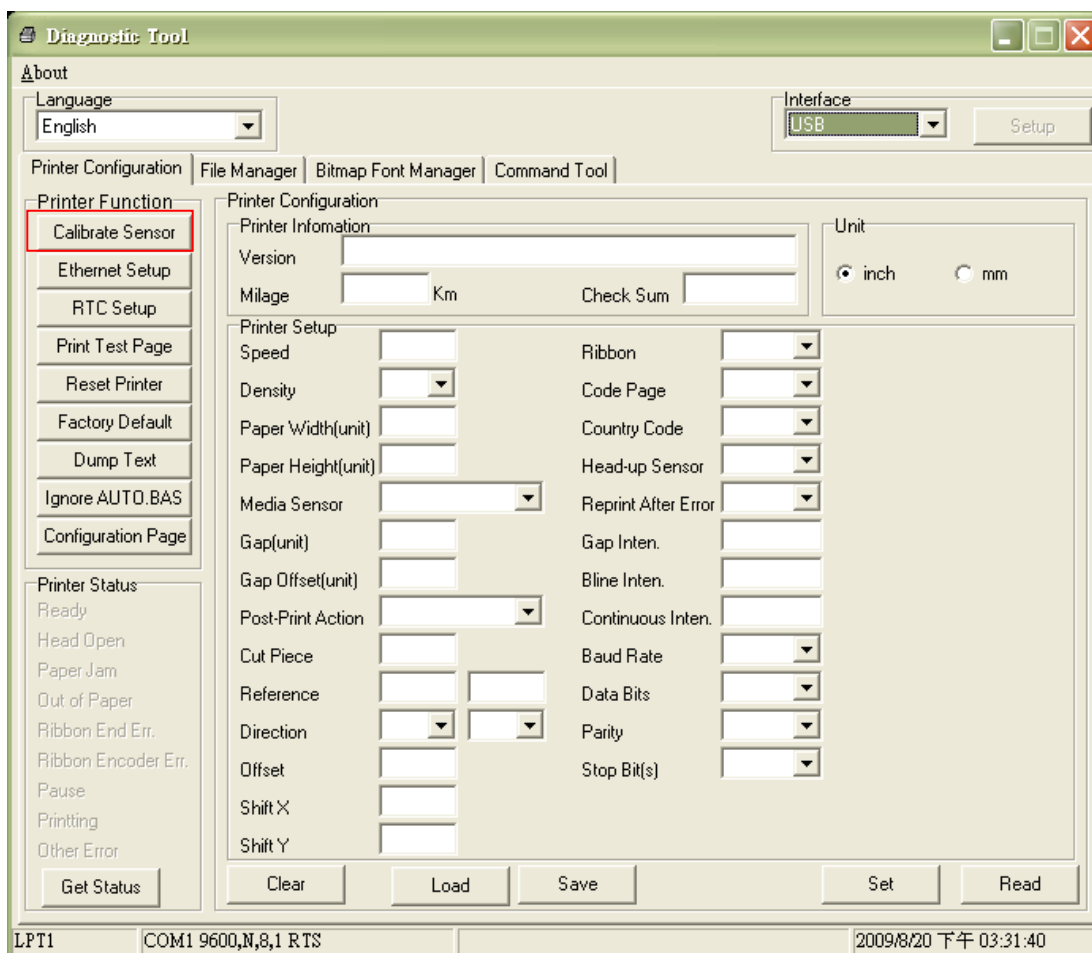 Diagnostic Tool
About
Language
English
Interface
USB
Setup
Printer Configuration
File Manager
Bitmap Font Manager
Command Tool
Printer Function
Calibrate Sensor
Ethernet Setup
RTC Setup
Print Test Page
Reset Printer
Factory Default
Dump Text
Ignore AUTO.BAS
Configuration Page
Printer Status
Ready
Head Open
Paper Jam
Out of Paper
Ribbon End Err.
Ribbon Encoder Err.
Pause
Printting
Other Error
Get Status
Printer Configuration
Printer Infomation
Version
Milage
Km
Check Sum
Unit
inch
mm
Printer Setup
Speed
Density
Paper Width(unit)
Paper Height(unit)
Media Sensor
Gap(unit)
Gap Offset(unit)
Post-Print Action
Cut Piece
Reference
Direction
Offset
Shift X
Shift Y
Ribbon
Code Page
Country Code
Head-up Sensor
Reprint After Error
Gap Inten.
Bline Inten.
Continuous Inten.
Baud Rate
Data Bits
Parity
Stop Bit(s)
Clear
Load
Save
Set
Read
LPT1
COM1 9600,N,8,1 RTS
2009/8/20 下午 03:31:40